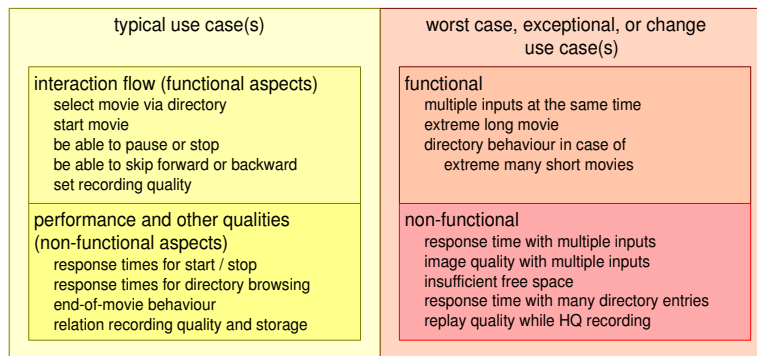 typical use case(s)
interaction flow (functional aspects)
select movie via directory
start movie
be able to pause or stop
be able to skip forward or backward
set recording quality
performance and other qualities
(non-functional aspects)
response times for start / stop
response times for directory browsing
end-of-movie behaviour
relation recording quality and storage
worst case, exceptional, or change
use case(s)
functional
multiple inputs at the same time
extreme long movie
directory behaviour in case of
extreme many short movies
non-functional
response time with multiple inputs
image quality with multiple inputs
insufficient free space
response time with many directory entries
replay quality while HQ recording